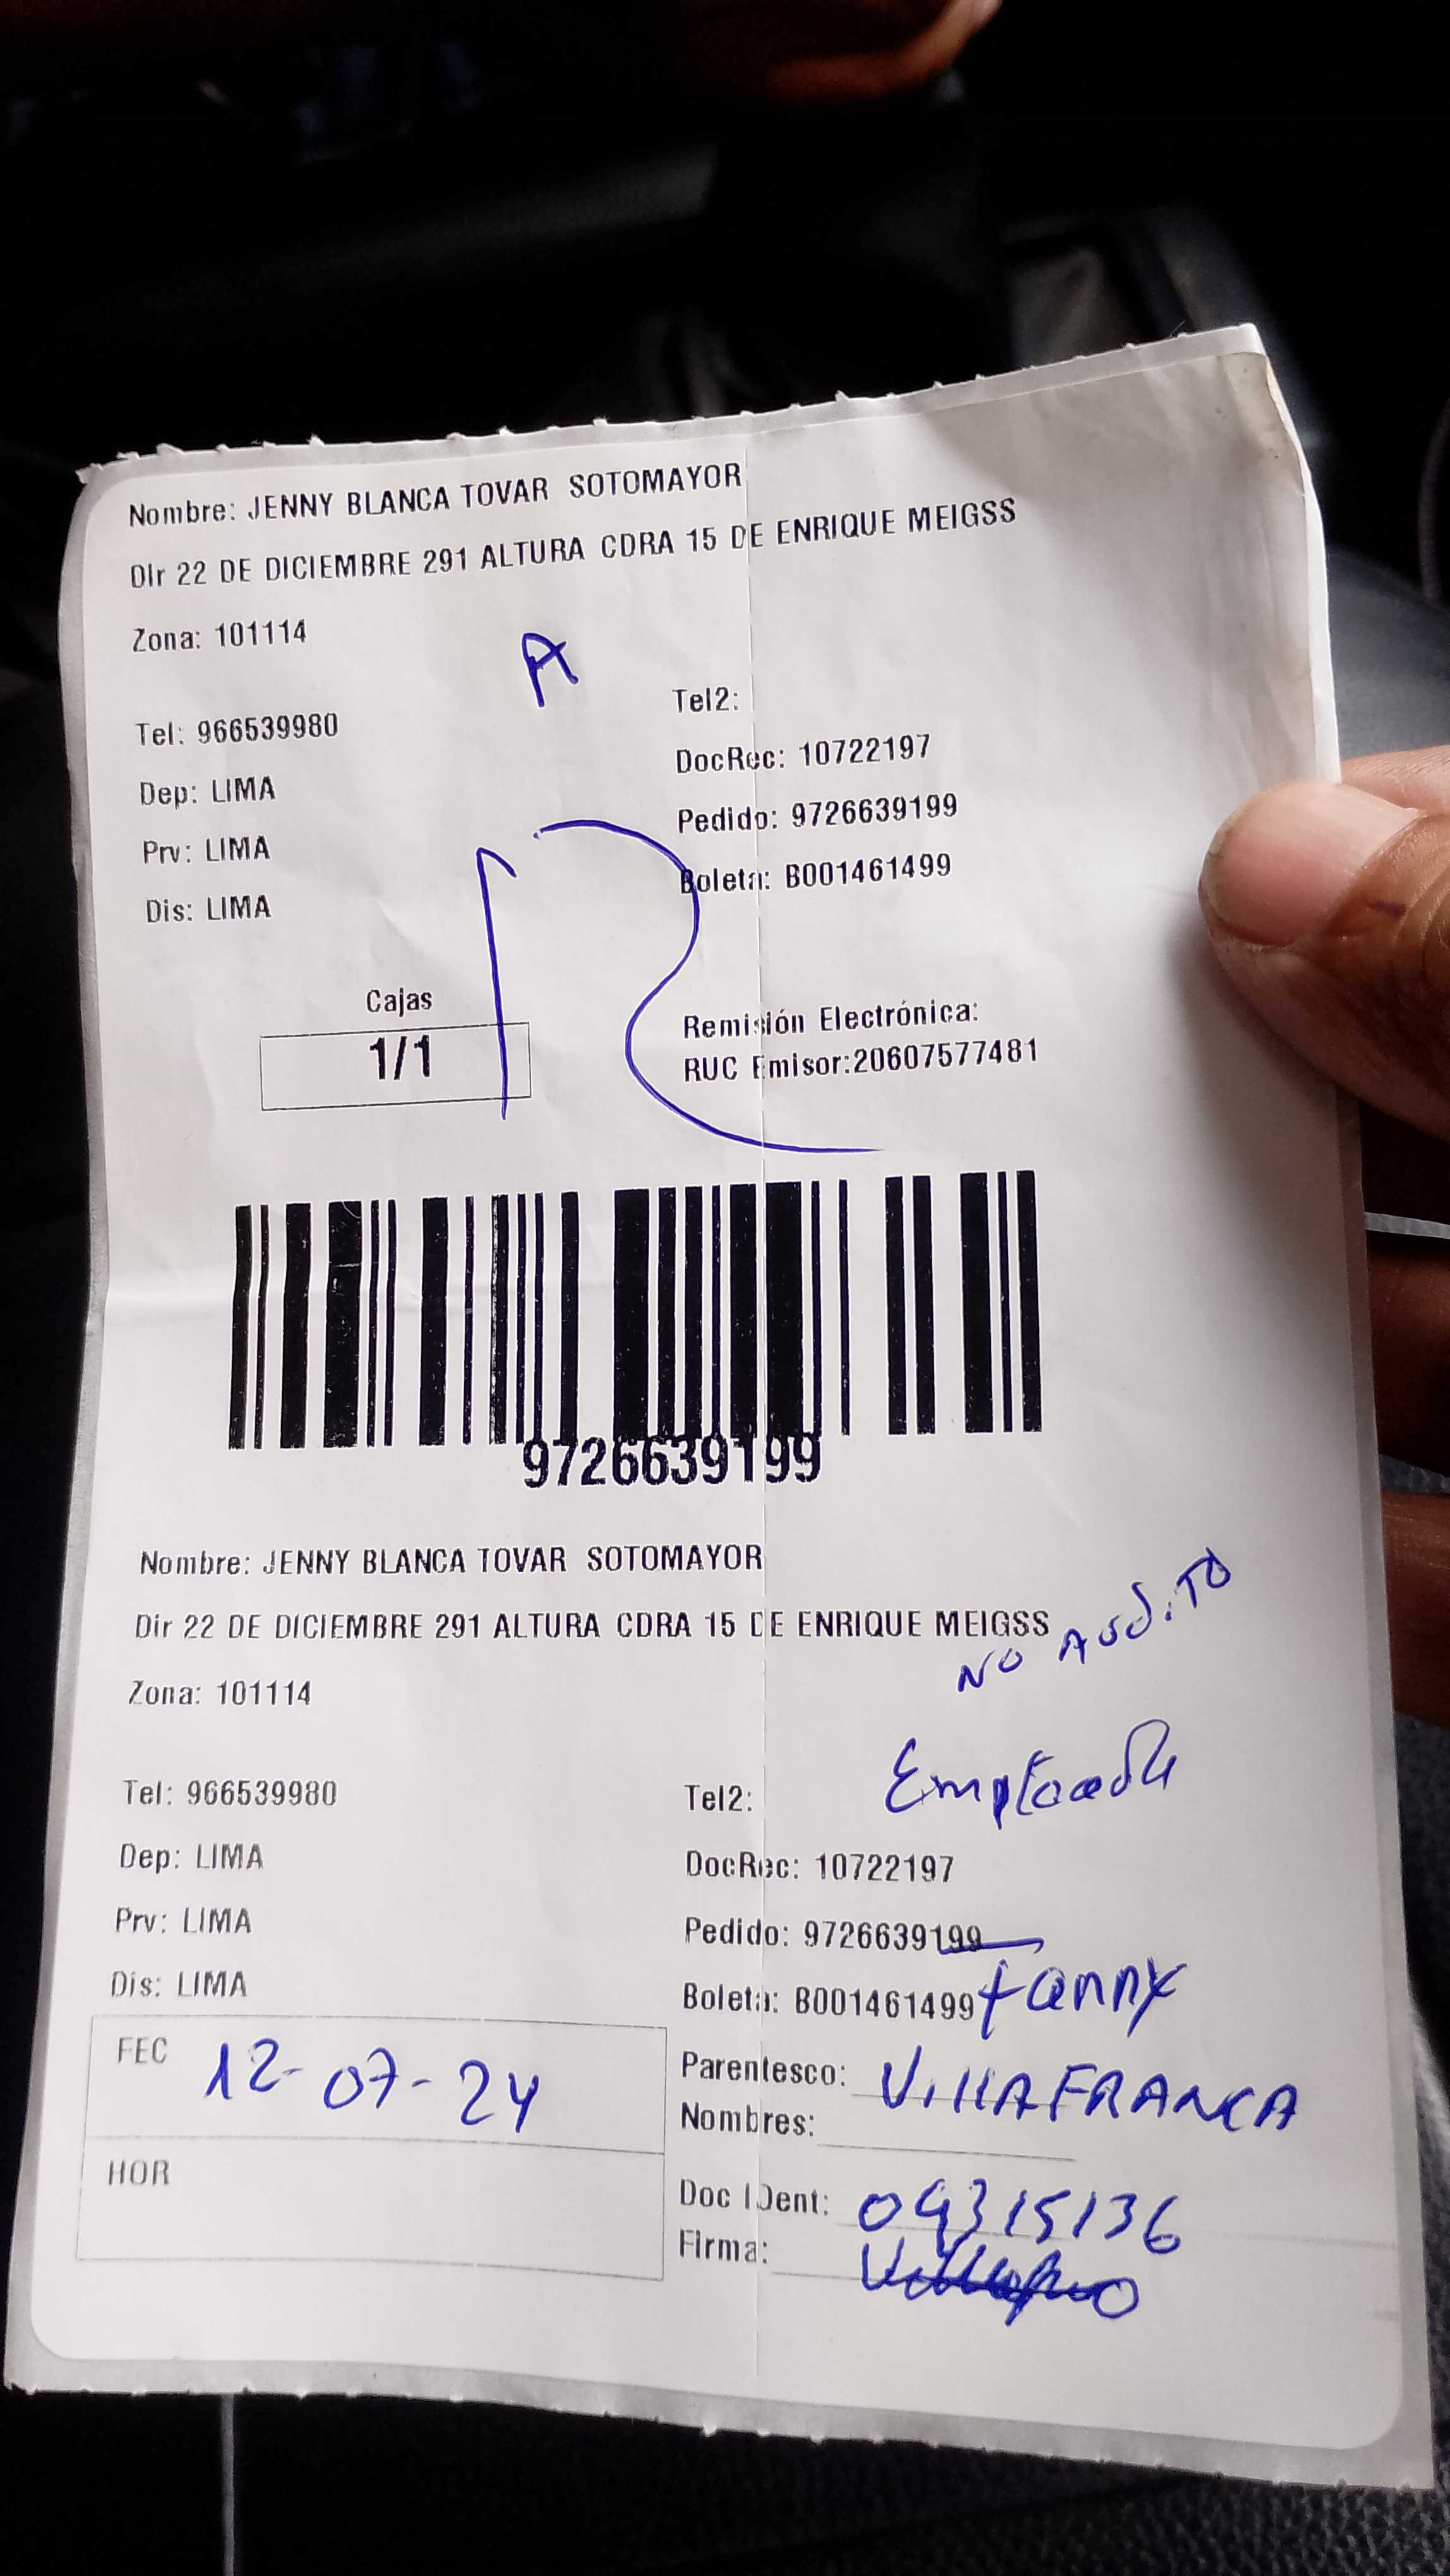 Nombre: JENNY BLANCA TOVAR SOTOMAYOR
Dir 22 DE DICIEMBRE 291 ALTURA CDRA 15 DE ENRIQUE MEIGSS
Zona: 101114
A
Tel: 966539980
Tel2:
DocRec: 10722197
Dep: LIMA
Pedido: 9726639199
Prv: LIMA
Boleta: B001461499
Dis: LIMA
Cajas
1/1
Remisión Electrónica:
RUC Emisor:20607577481
9726639199
Nombre: JENNY BLANCA TOVAR SOTOMAYOR
Dir 22 DE DICIEMBRE 291 ALTURA CDRA 15 DE ENRIQUE MEIGSS
NO AUDITO
Zona: 101114
Empleada
Tel: 966539980
Tel2:
Dep: LIMA
DocRec: 10722197
Prv: LIMA
Pedido: 9726639199
Dis: LIMA
Boleta: B001461499
fanny
FEC 12-07-24
Parentesco: VillAFRANCA
Nombres:
HOR
Doc IDent: 09315136
Firma: